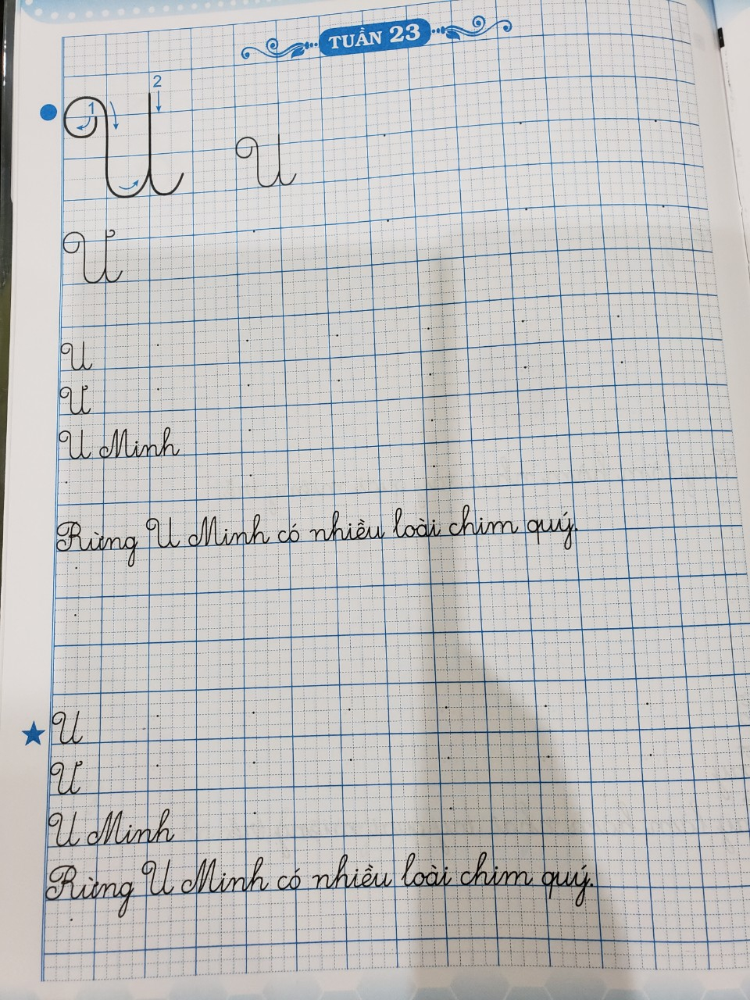 TUẦN 23
1 2
U U
Ư
U
Ư
U Minh
Rừng U Minh có nhiều loài chim quý.
U
Ư
U Minh
Rừng U Minh có nhiều loài chim quý.